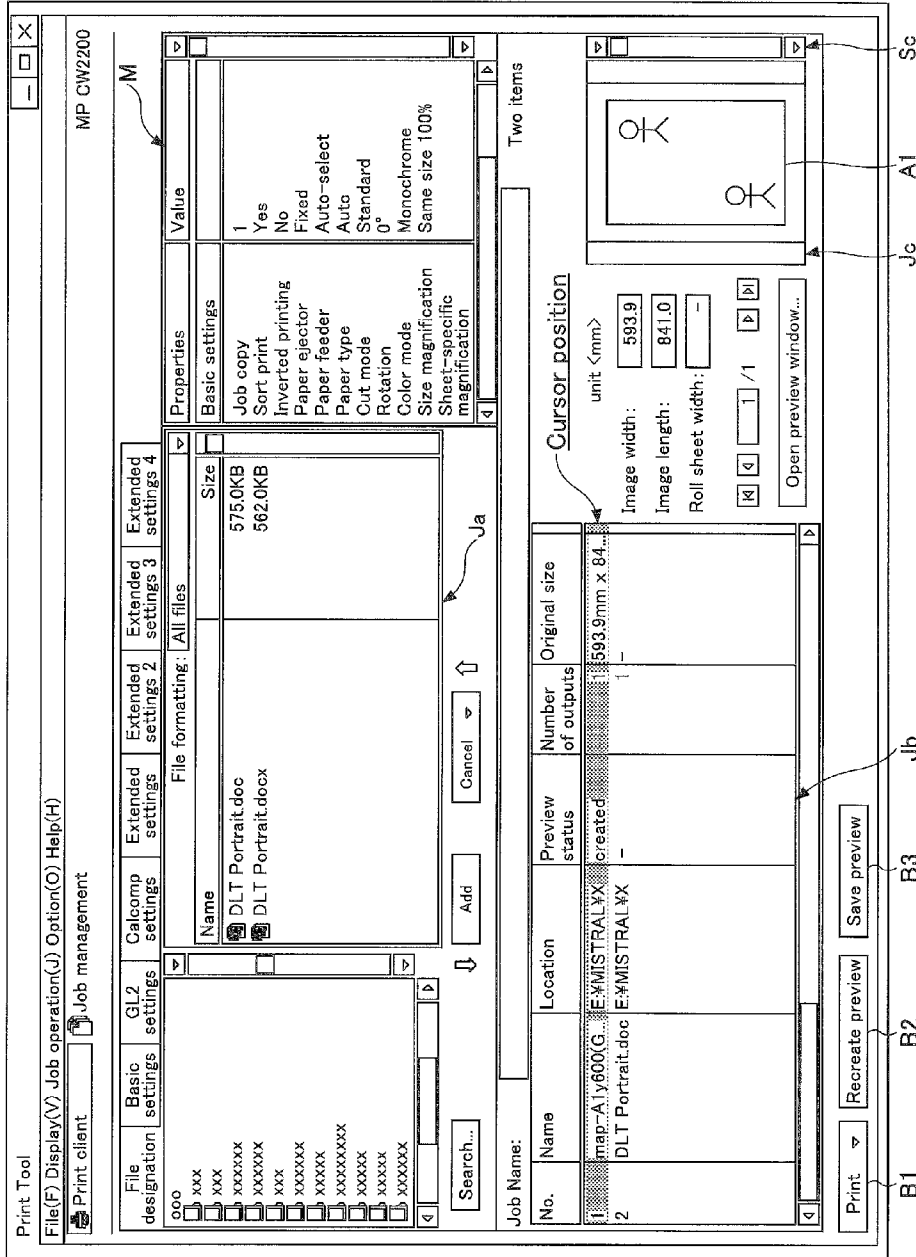 Print Tool
File(F) Display(V) Job operation(J) Option(O) Help(H)
Print client Job management MP CW2200
File designation Basic settings GL2 settings Calcomp settings Extended settings Extended settings 2 Extended settings 3 Extended settings 4
ooo
xxx
xxx
xxxxxxx
xxxxxx
xxx
xxxxxx
xxxxxxxxx
xxxxx
xxxxx
xxxxxx
Search...
File formatting: All files
Name Size
DLT Portrait.doc 575.0KB
DLT Portrait.docx 562.0KB
Add Cancel
Ja
M
Properties Value
Basic settings
Job copy 1
Sort print Yes
Inverted printing No
Paper ejector Fixed
Paper feeder Auto-select
Paper type Auto
Cut mode Standard
Rotation 0°
Color mode Monochrome
Size magnification Same size 100%
Sheet-specific magnification
Job Name: Two items
No. Name Location Preview status Number of outputs Original size
1 map-A1y600(G... E:¥MISTRAL¥X created 1 593.9mm x 84...
2 DLT Portrait.doc E:¥MISTRAL¥X - 1 -
Cursor position
unit <mm>
Image width: 593.9
Image length: 841.0
Roll sheet width: -
1 /1
Open preview window...
Print Recreate preview Save preview
B1 B2 B3 Jb Jc A1 Sc